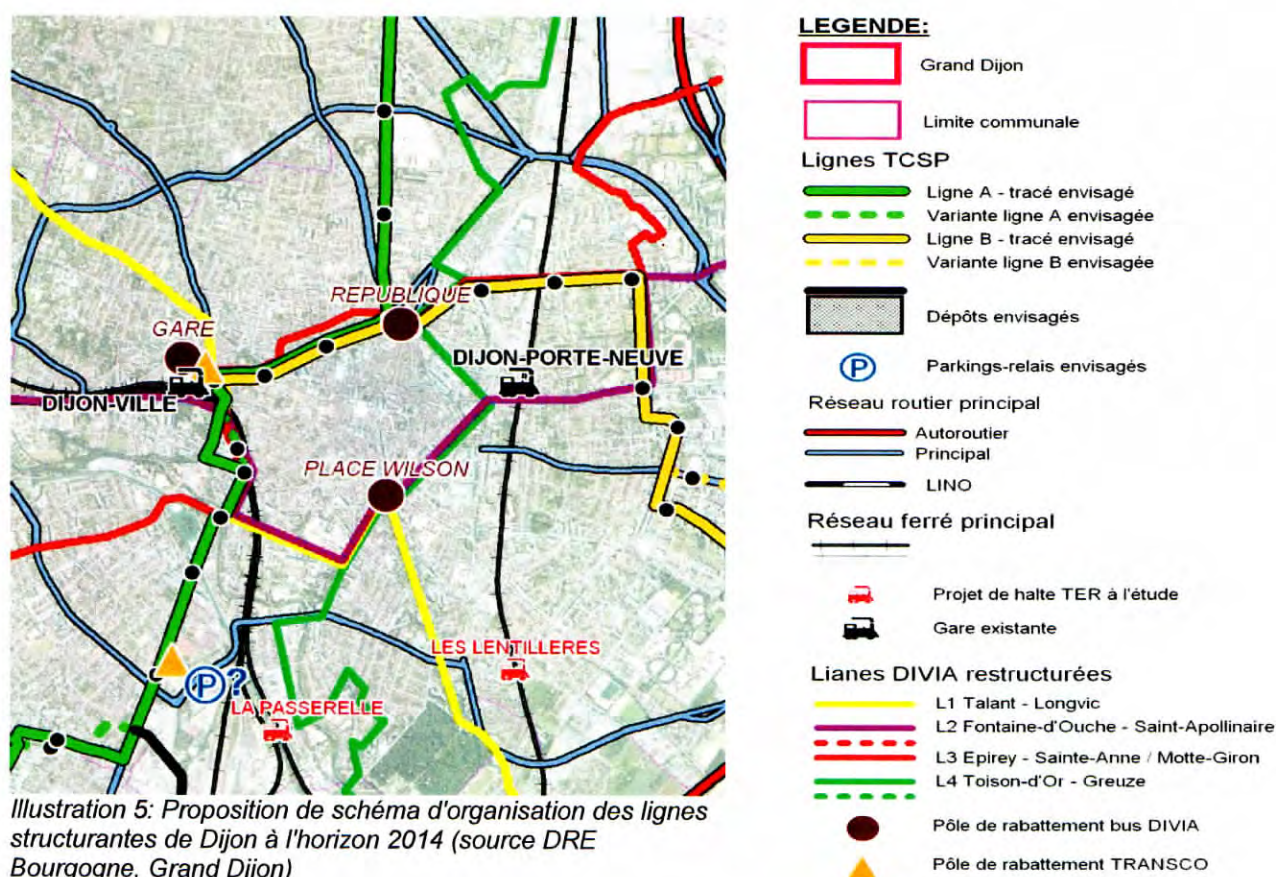 REPUBLIQUE
GARE
DIJON-PORTE-NEUVE
DIJON-VILLE
PLACE WILSON
LES LENTILLERES
P ?
LA PASSERELLE
Illustration 5: Proposition de schéma d'organisation des lignes
structurantes de Dijon à l'horizon 2014 (source DRE
Bourgogne, Grand Dijon)
LEGENDE:
Grand Dijon
Limite communale
Lignes TCSP
Ligne A - tracé envisagé
Variante ligne A envisagée
Ligne B - tracé envisagé
Variante ligne B envisagée
Dépôts envisagés
P Parkings-relais envisagés
Réseau routier principal
Autoroutier
Principal
LINO
Réseau ferré principal
Projet de halte TER à l'étude
Gare existante
Lianes DIVIA restructurées
L1 Talant - Longvic
L2 Fontaine-d'Ouche - Saint-Apollinaire
L3 Epirey - Sainte-Anne / Motte-Giron
L4 Toison-d'Or - Greuze
Pôle de rabattement bus DIVIA
Pôle de rabattement TRANSCO